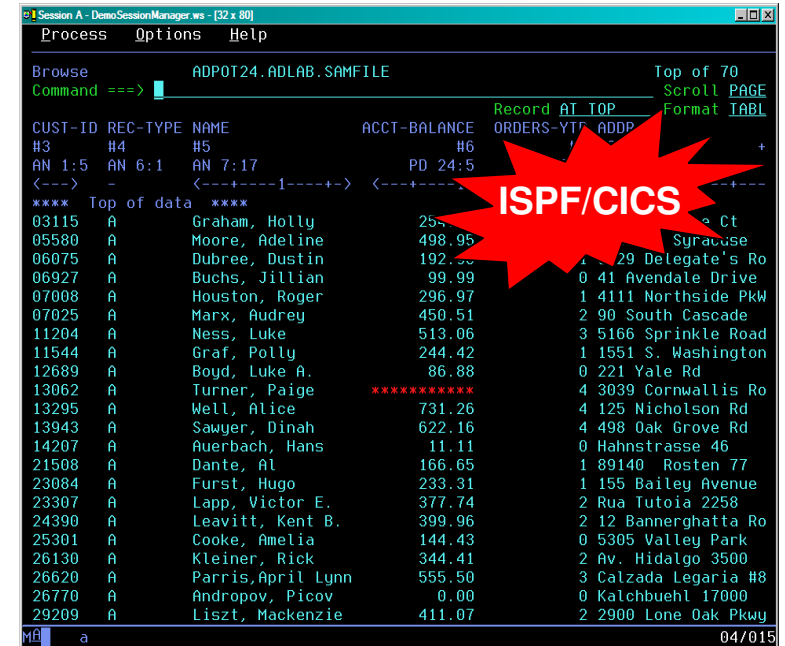 Session A - DemoSessionManager.ws - [32 x 80]
Process Options Help
Browse ADPOT24.ADLAB.SAMFILE Top of 70
Command ===> Scroll PAGE
Record AT TOP Format TABL
CUST-ID REC-TYPE NAME ACCT-BALANCE ORDERS-YTD ADDR
#3 #4 #5 #6 +
AN 1:5 AN 6:1 AN 7:17 PD 24:5
<---> - <---+----1----+-> <---+----1 -+---
**** Top of data ****
ISPF/CICS
03115 A Graham, Holly 254 Ct
05580 A Moore, Adeline 498.95 Syracuse
06075 A Dubree, Dustin 192.50 1 Delegate's Ro
06927 A Buchs, Jillian 99.99 0 41 Avendale Drive
07008 A Houston, Roger 296.97 1 4111 Northside PkW
07025 A Marx, Audrey 450.51 2 90 South Cascade
11204 A Ness, Luke 513.06 3 5166 Sprinkle Road
11544 A Graf, Polly 244.42 1 1551 S. Washington
12689 A Boyd, Luke A. 86.88 0 221 Yale Rd
13062 A Turner, Paige *********** 4 3039 Cornwallis Ro
13295 A Well, Alice 731.26 4 125 Nicholson Rd
13943 A Sawyer, Dinah 622.16 4 498 Oak Grove Rd
14207 A Auerbach, Hans 11.11 0 Hahnstrasse 46
21508 A Dante, Al 166.65 1 89140 Rosten 77
23084 A Furst, Hugo 233.31 1 155 Bailey Avenue
23307 A Lapp, Victor E. 377.74 2 Rua Tutoia 2258
24390 A Leavitt, Kent B. 399.96 2 12 Bannerghatta Ro
25301 A Cooke, Amelia 144.43 0 5305 Valley Park
26130 A Kleiner, Rick 344.41 2 Av. Hidalgo 3500
26620 A Parris,April Lynn 555.50 3 Calzada Legaria #8
26770 A Andropov, Picov 0.00 0 Kalchbuehl 17000
29209 A Liszt, Mackenzie 411.07 2 2900 Lone Oak Pkwy
MA a 04/015